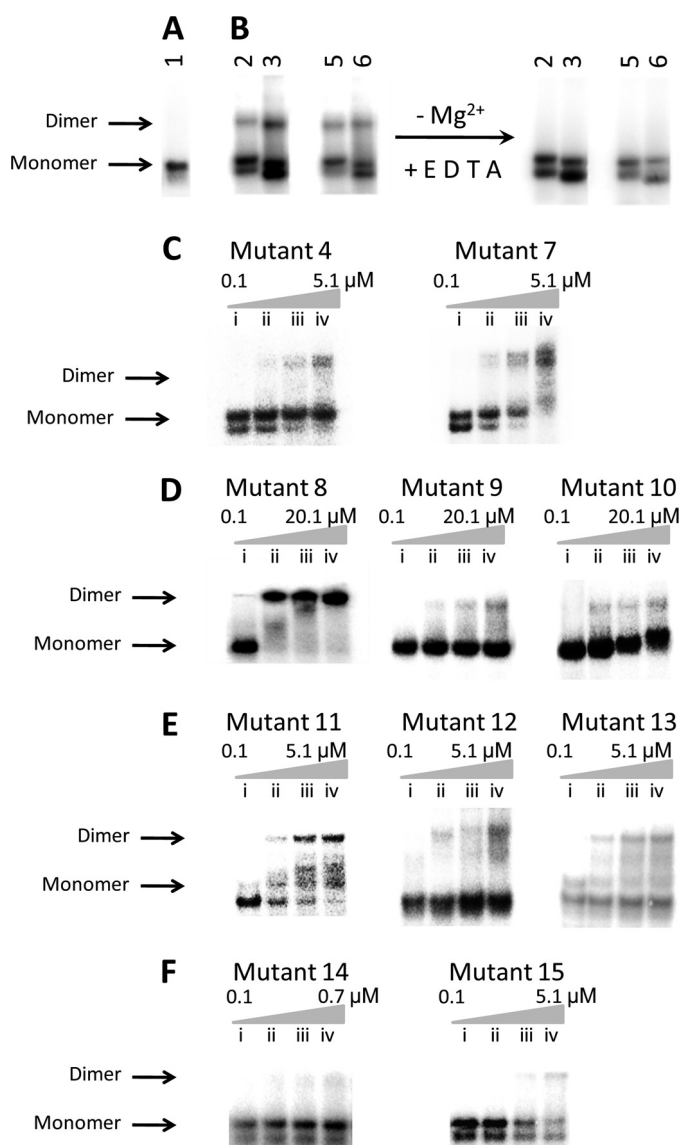 A B
1 2 3 5 6 2 3 5 6
Dimer - Mg²⁺
Monomer + E D T A
C Mutant 4 Mutant 7
0.1 5.1 µM 0.1 5.1 µM
i ii iii iv i ii iii iv
Dimer
Monomer
D Mutant 8 Mutant 9 Mutant 10
0.1 20.1 µM 0.1 20.1 µM 0.1 20.1 µM
i ii iii iv i ii iii iv i ii iii iv
Dimer
Monomer
E Mutant 11 Mutant 12 Mutant 13
0.1 5.1 µM 0.1 5.1 µM 0.1 5.1 µM
i ii iii iv i ii iii iv i ii iii iv
Dimer
Monomer
F Mutant 14 Mutant 15
0.1 0.7 µM 0.1 5.1 µM
i ii iii iv i ii iii iv
Dimer
Monomer